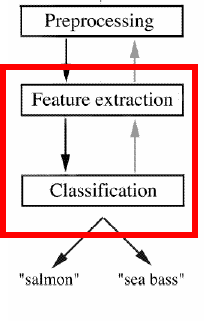 Preprocessing
Feature extraction
Classification
"salmon" "sea bass"